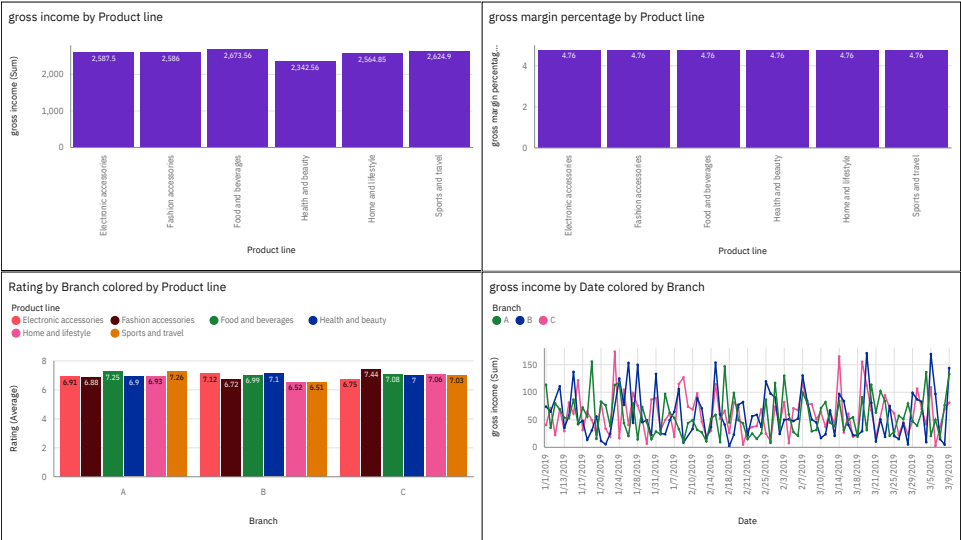 gross income by Product line
gross income (Sum)
2,000
1,000
0
2,587.5
2,586
2,673.56
2,342.56
2,564.85
2,624.9
Electronic accessories
Fashion accessories
Food and beverages
Health and beauty
Home and lifestyle
Sports and travel
Product line
gross margin percentage by Product line
gross margin percentag...
4
2
0
4.76
4.76
4.76
4.76
4.76
4.76
Electronic accessories
Fashion accessories
Food and beverages
Health and beauty
Home and lifestyle
Sports and travel
Product line
Rating by Branch colored by Product line
Product line
Electronic accessories Fashion accessories Food and beverages Health and beauty
Home and lifestyle Sports and travel
Rating (Average)
8
6
4
2
0
6.91 6.88 7.25 6.9 6.93 7.26
7.12 6.72 6.99 7.1 6.52 6.51
6.75 7.44 7.08 7 7.06 7.03
A B C
Branch
gross income by Date colored by Branch
Branch
A B C
gross income (Sum)
150
100
50
0
1/1/2019
1/13/2019
1/17/2019
1/20/2019
1/24/2019
1/28/2019
1/31/2019
1/7/2019
2/10/2019
2/14/2019
2/18/2019
2/21/2019
2/25/2019
2/3/2019
2/7/2019
3/10/2019
3/14/2019
3/18/2019
3/21/2019
3/25/2019
3/29/2019
3/5/2019
3/9/2019
Date